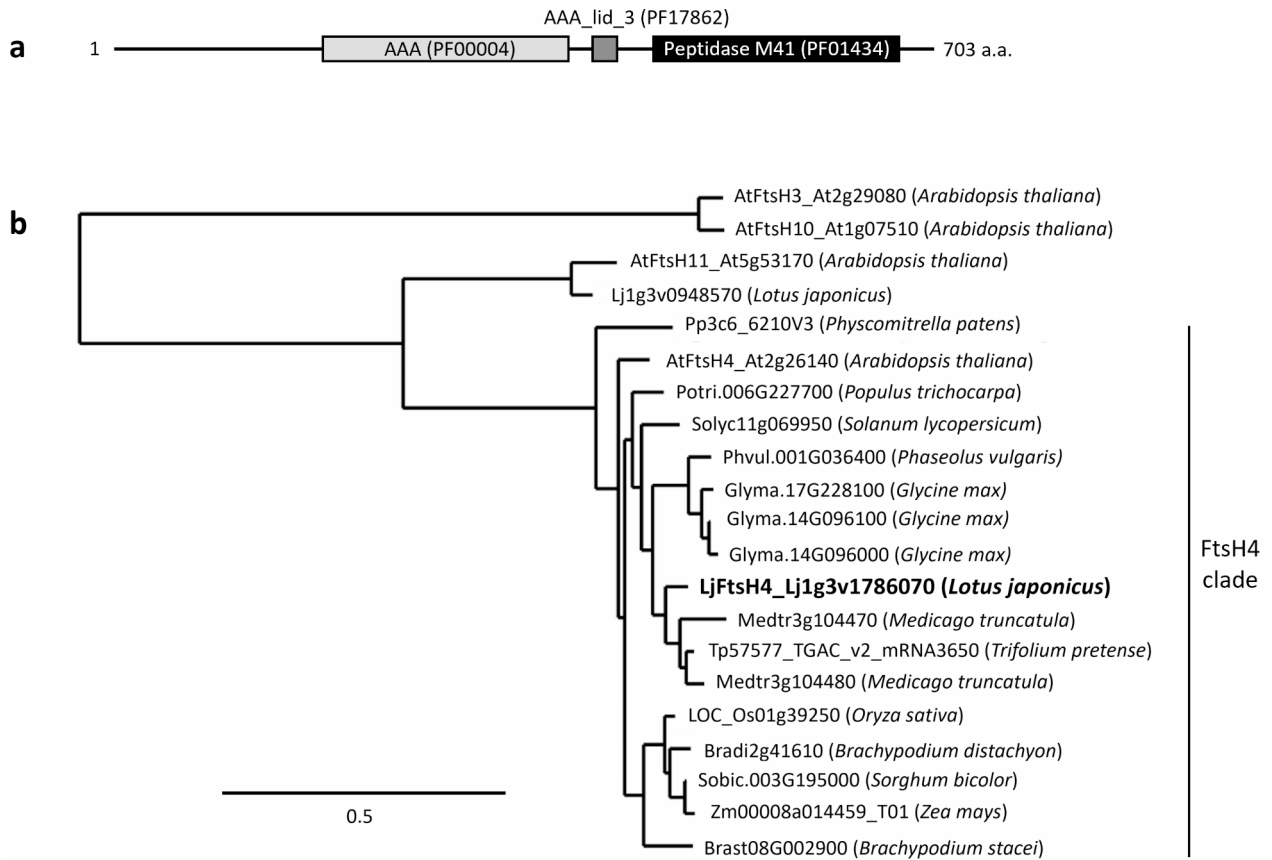 AAA_lid_3 (PF17862)
a 1 AAA (PF00004) Peptidase M41 (PF01434) 703 a.a.
b
AtFtsH3_At2g29080 (Arabidopsis thaliana)
AtFtsH10_At1g07510 (Arabidopsis thaliana)
AtFtsH11_At5g53170 (Arabidopsis thaliana)
Lj1g3v0948570 (Lotus japonicus)
Pp3c6_6210V3 (Physcomitrella patens)
AtFtsH4_At2g26140 (Arabidopsis thaliana)
Potri.006G227700 (Populus trichocarpa)
Solyc11g069950 (Solanum lycopersicum)
Phvul.001G036400 (Phaseolus vulgaris)
Glyma.17G228100 (Glycine max)
Glyma.14G096100 (Glycine max)
Glyma.14G096000 (Glycine max)
LjFtsH4_Lj1g3v1786070 (Lotus japonicus)
Medtr3g104470 (Medicago truncatula)
Tp57577_TGAC_v2_mRNA3650 (Trifolium pretense)
Medtr3g104480 (Medicago truncatula)
LOC_Os01g39250 (Oryza sativa)
Bradi2g41610 (Brachypodium distachyon)
Sobic.003G195000 (Sorghum bicolor)
Zm00008a014459_T01 (Zea mays)
Brast08G002900 (Brachypodium stacei)
FtsH4
clade
0.5